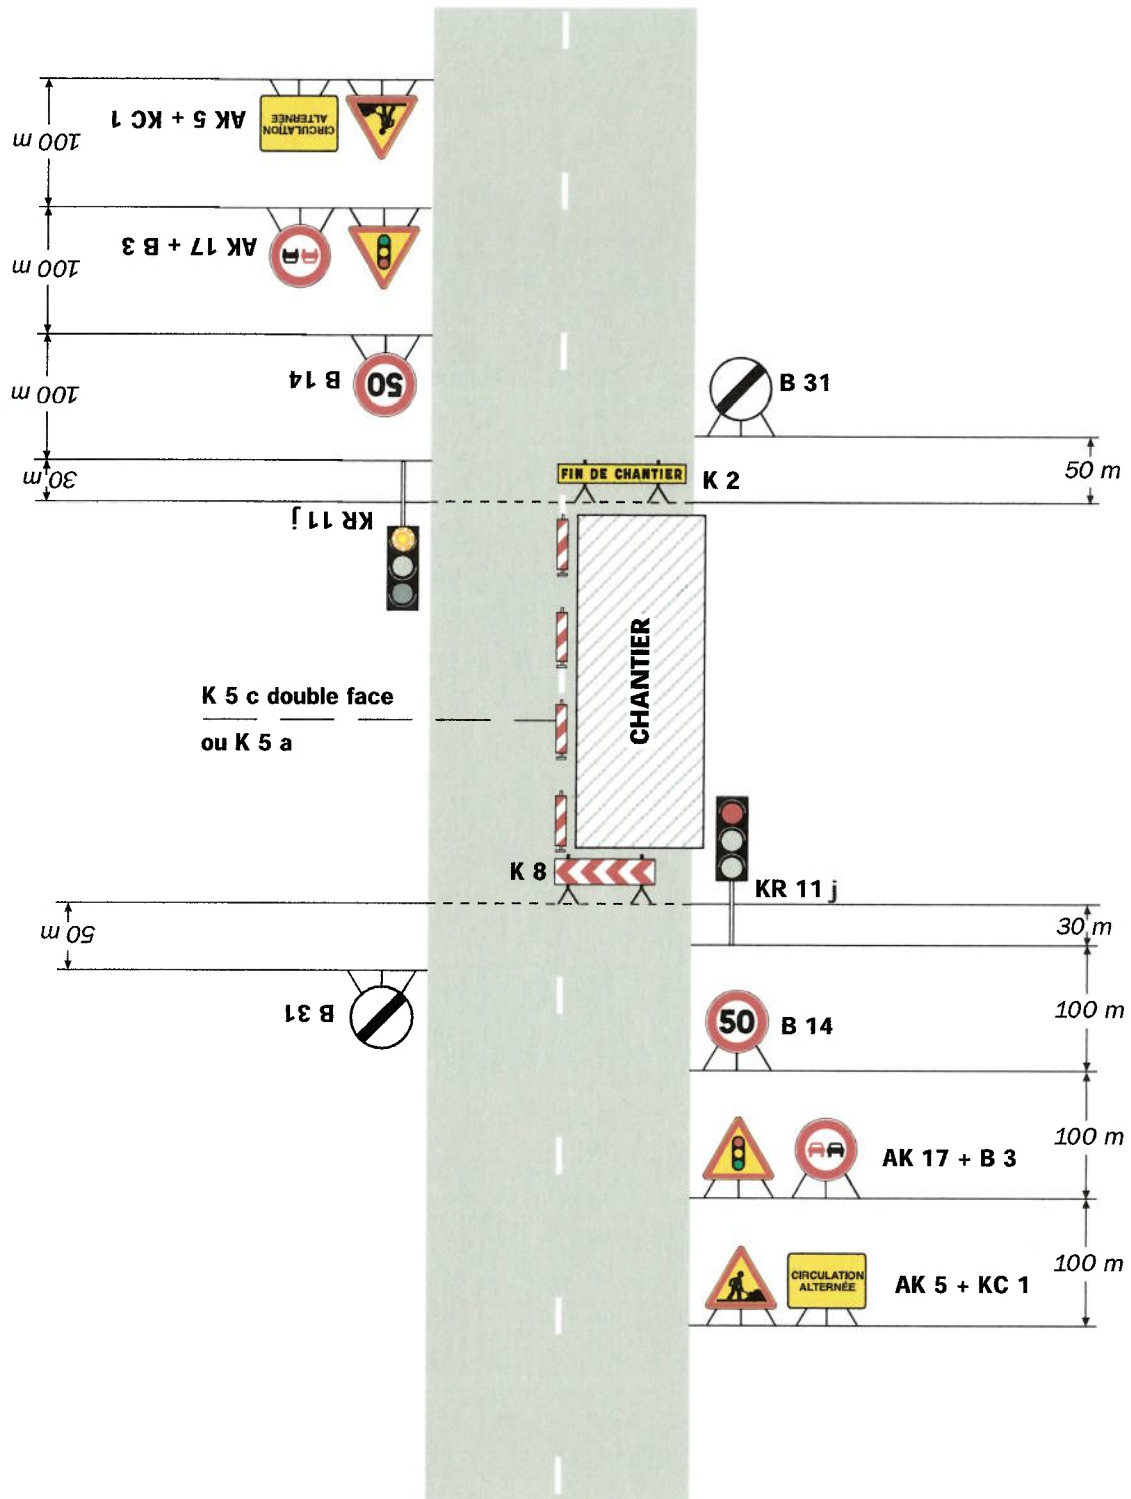 100 m
AK 5 + KC 1
CIRCULATION
ALTERNÉE
100 m
AK 17 + B 3
100 m
B 14
50
30 m
KR 11 j
B 31
50 m
FIN DE CHANTIER
K 2
CHANTIER
K 5 c double face
ou K 5 a
K 8
KR 11 j
50 m
B 31
30 m
50
B 14
100 m
AK 17 + B 3
100 m
CIRCULATION
ALTERNÉE
AK 5 + KC 1
100 m